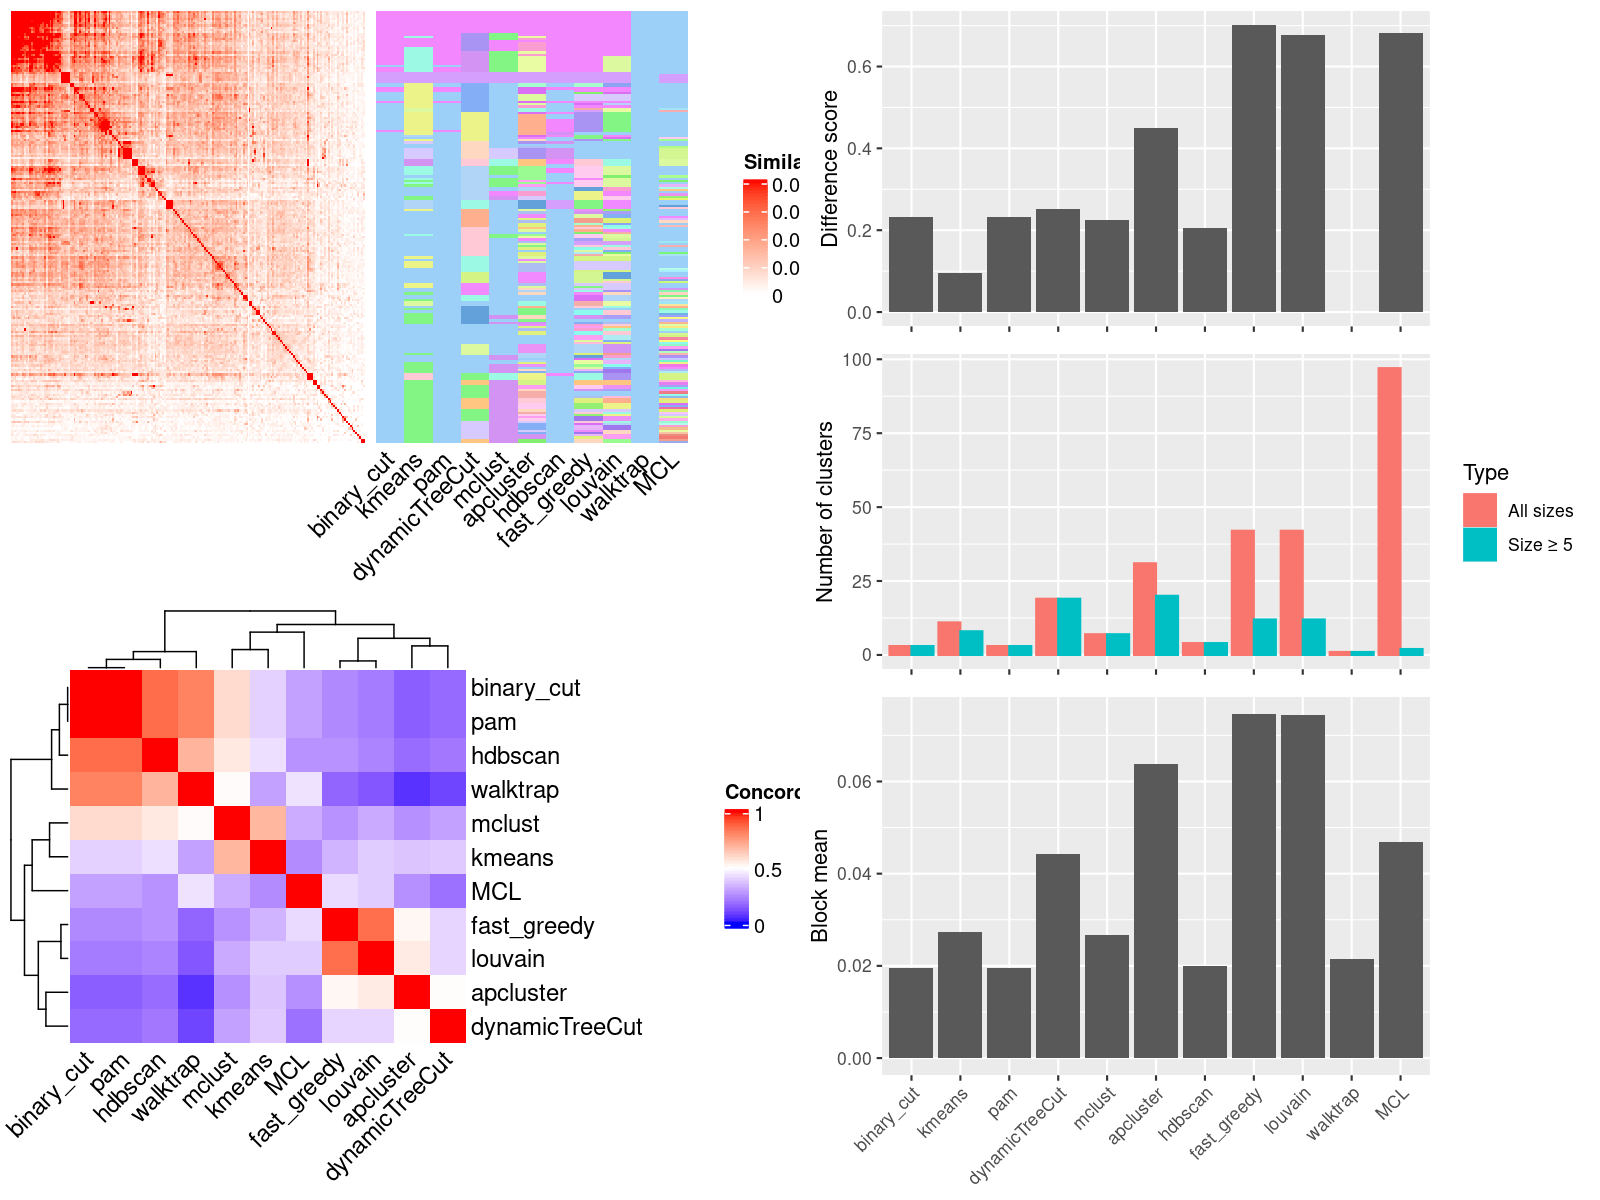 Simila
0.0
0.0
0.0
0.0
0
binary_cut
kmeans
pam
dynamicTreeCut
mclust
apcluster
hdbscan
fast_greedy
louvain
walktrap
MCL
binary_cut
pam
hdbscan
walktrap
mclust
kmeans
MCL
fast_greedy
louvain
apcluster
dynamicTreeCut
binary_cut
pam
hdbscan
walktrap
mclust
kmeans
MCL
fast_greedy
louvain
apcluster
dynamicTreeCut
Concord
1
0.5
0
Difference score
0.6
0.4
0.2
0.0
Number of clusters
100
75
50
25
0
Type
All sizes
Size ≥ 5
Block mean
0.06
0.04
0.02
0.00
binary_cut
kmeans
pam
dynamicTreeCut
mclust
apcluster
hdbscan
fast_greedy
louvain
walktrap
MCL